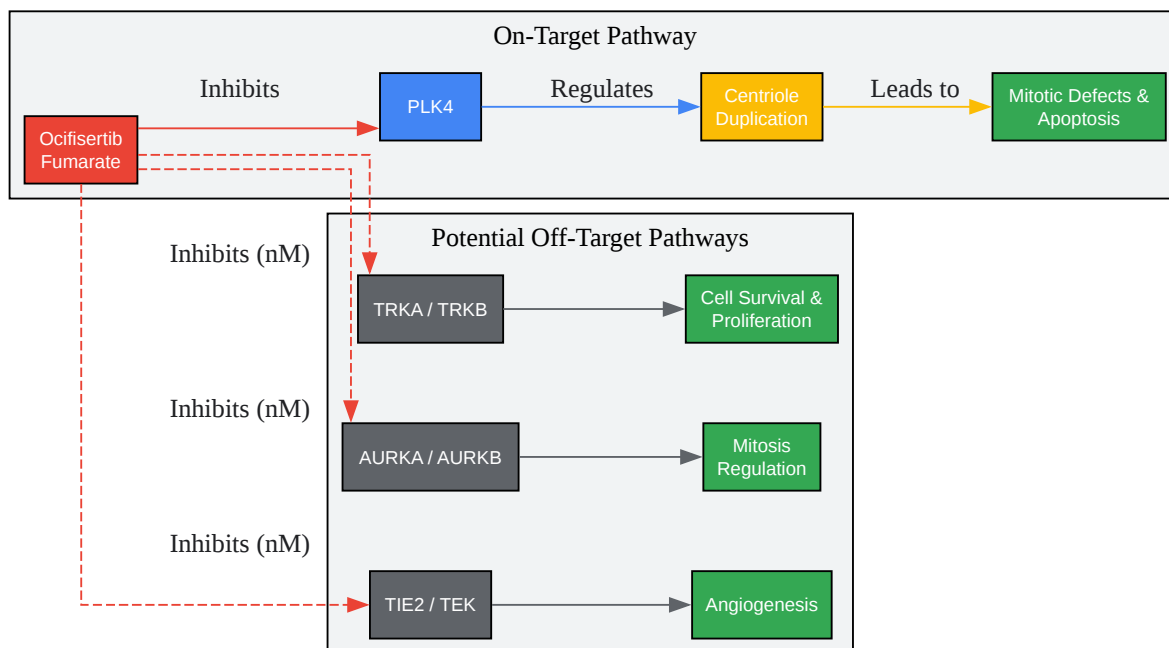 On-Target Pathway
Inhibits
Regulates
Leads to
Ocifisertib
Fumarate
PLK4
Centriole
Duplication
Mitotic Defects &
Apoptosis
Potential Off-Target Pathways
Inhibits (nM)
TRKA / TRKB
Cell Survival &
Proliferation
Inhibits (nM)
AURKA / AURKB
Mitosis
Regulation
Inhibits (nM)
TIE2 / TEK
Angiogenesis